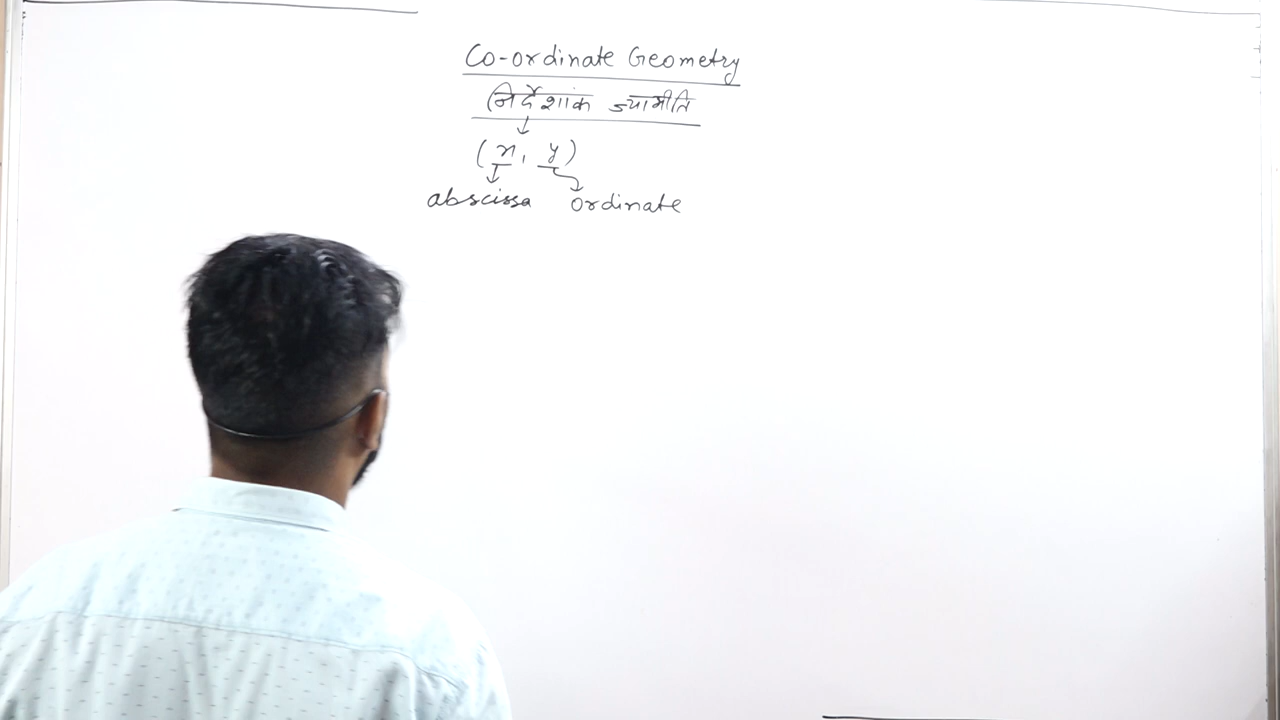 Co-ordinate Geometry
निर्देशांक ज्यामीति
(x, y)
abscissa ordinate